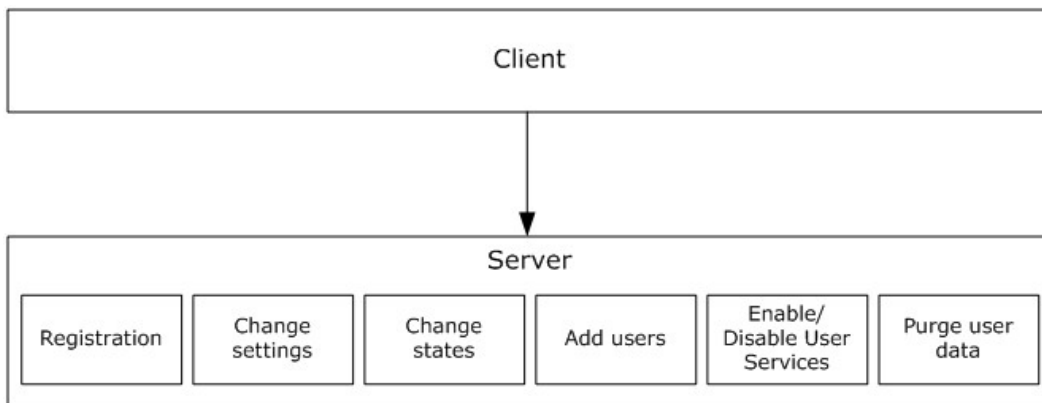 Client
Server
Registration
Change
settings
Change
states
Add users
Enable/
Disable User
Services
Purge user
data